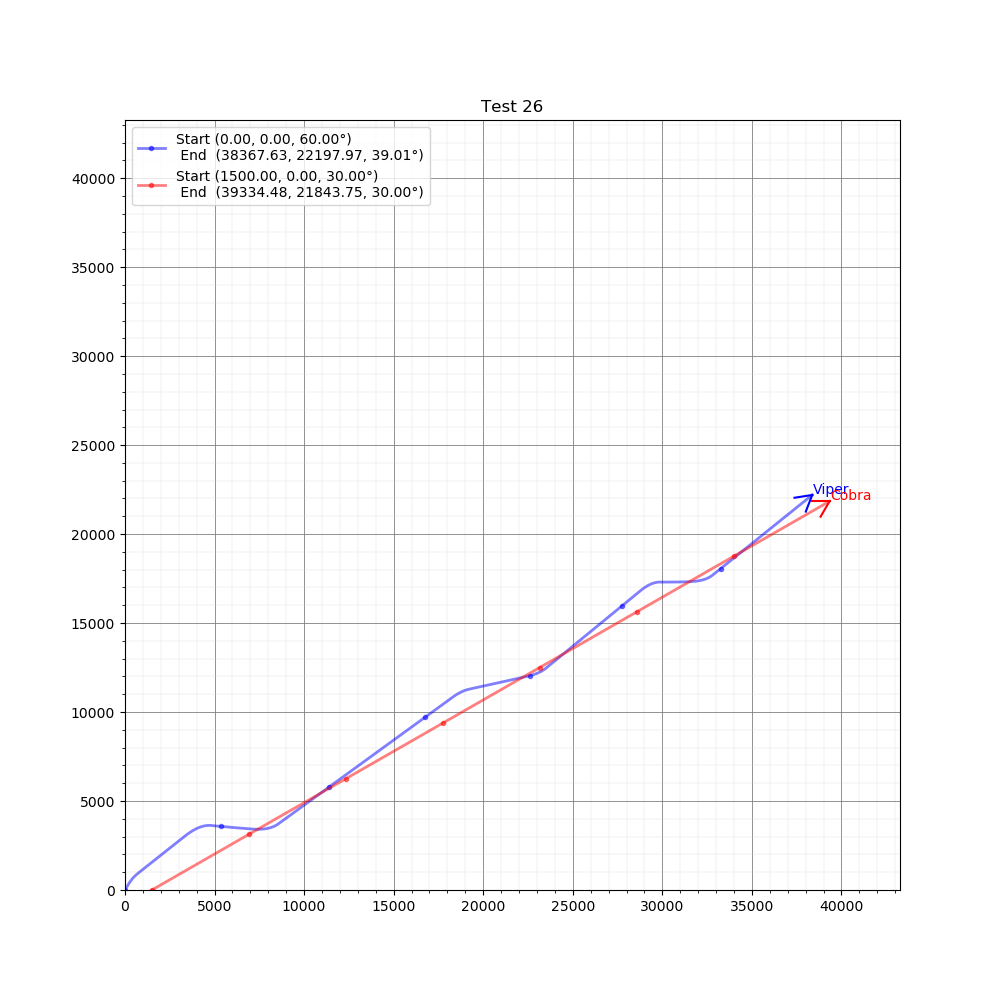 Test 26
Start (0.00, 0.00, 60.00°)
End (38367.63, 22197.97, 39.01°)
Start (1500.00, 0.00, 30.00°)
End (39334.48, 21843.75, 30.00°)
40000
35000
30000
25000
20000
15000
10000
5000
0
Viper
Cobra
0 5000 10000 15000 20000 25000 30000 35000 40000